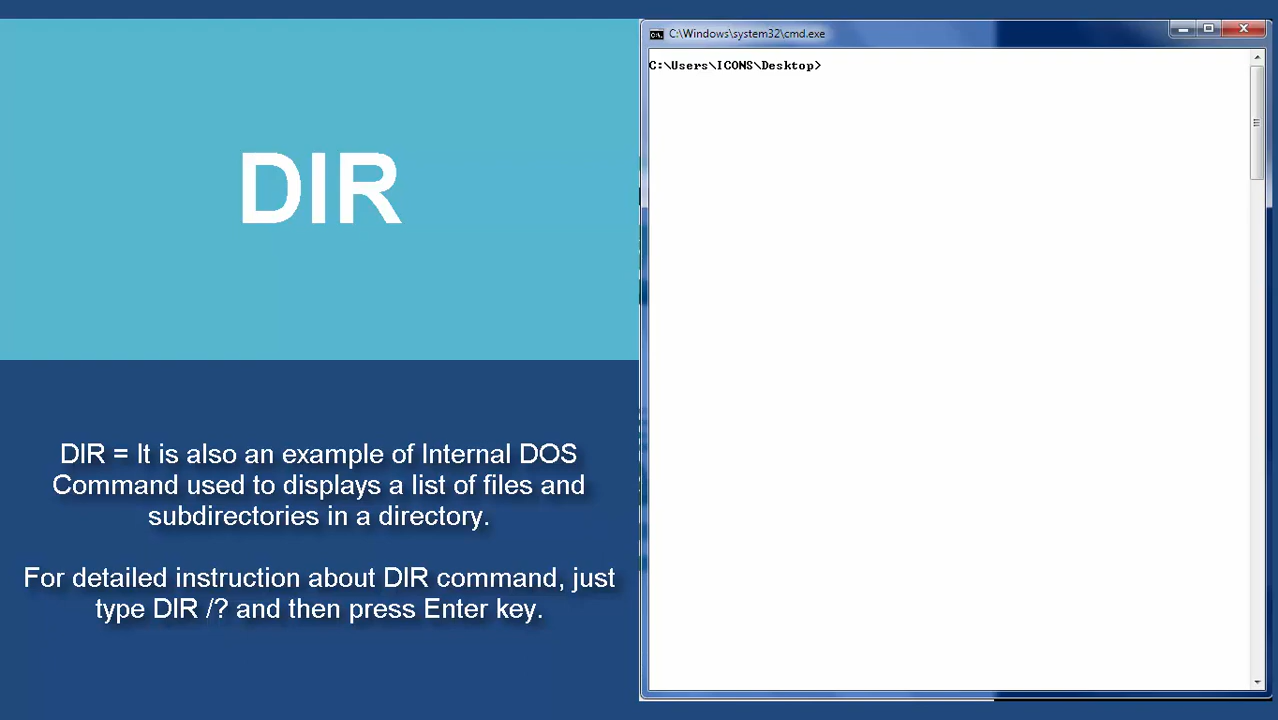 DIR
DIR = It is also an example of Internal DOS
Command used to displays a list of files and
subdirectories in a directory.
For detailed instruction about DIR command, just
type DIR /? and then press Enter key.
C:\Windows\system32\cmd.exe
C:\Users\ICONS\Desktop>